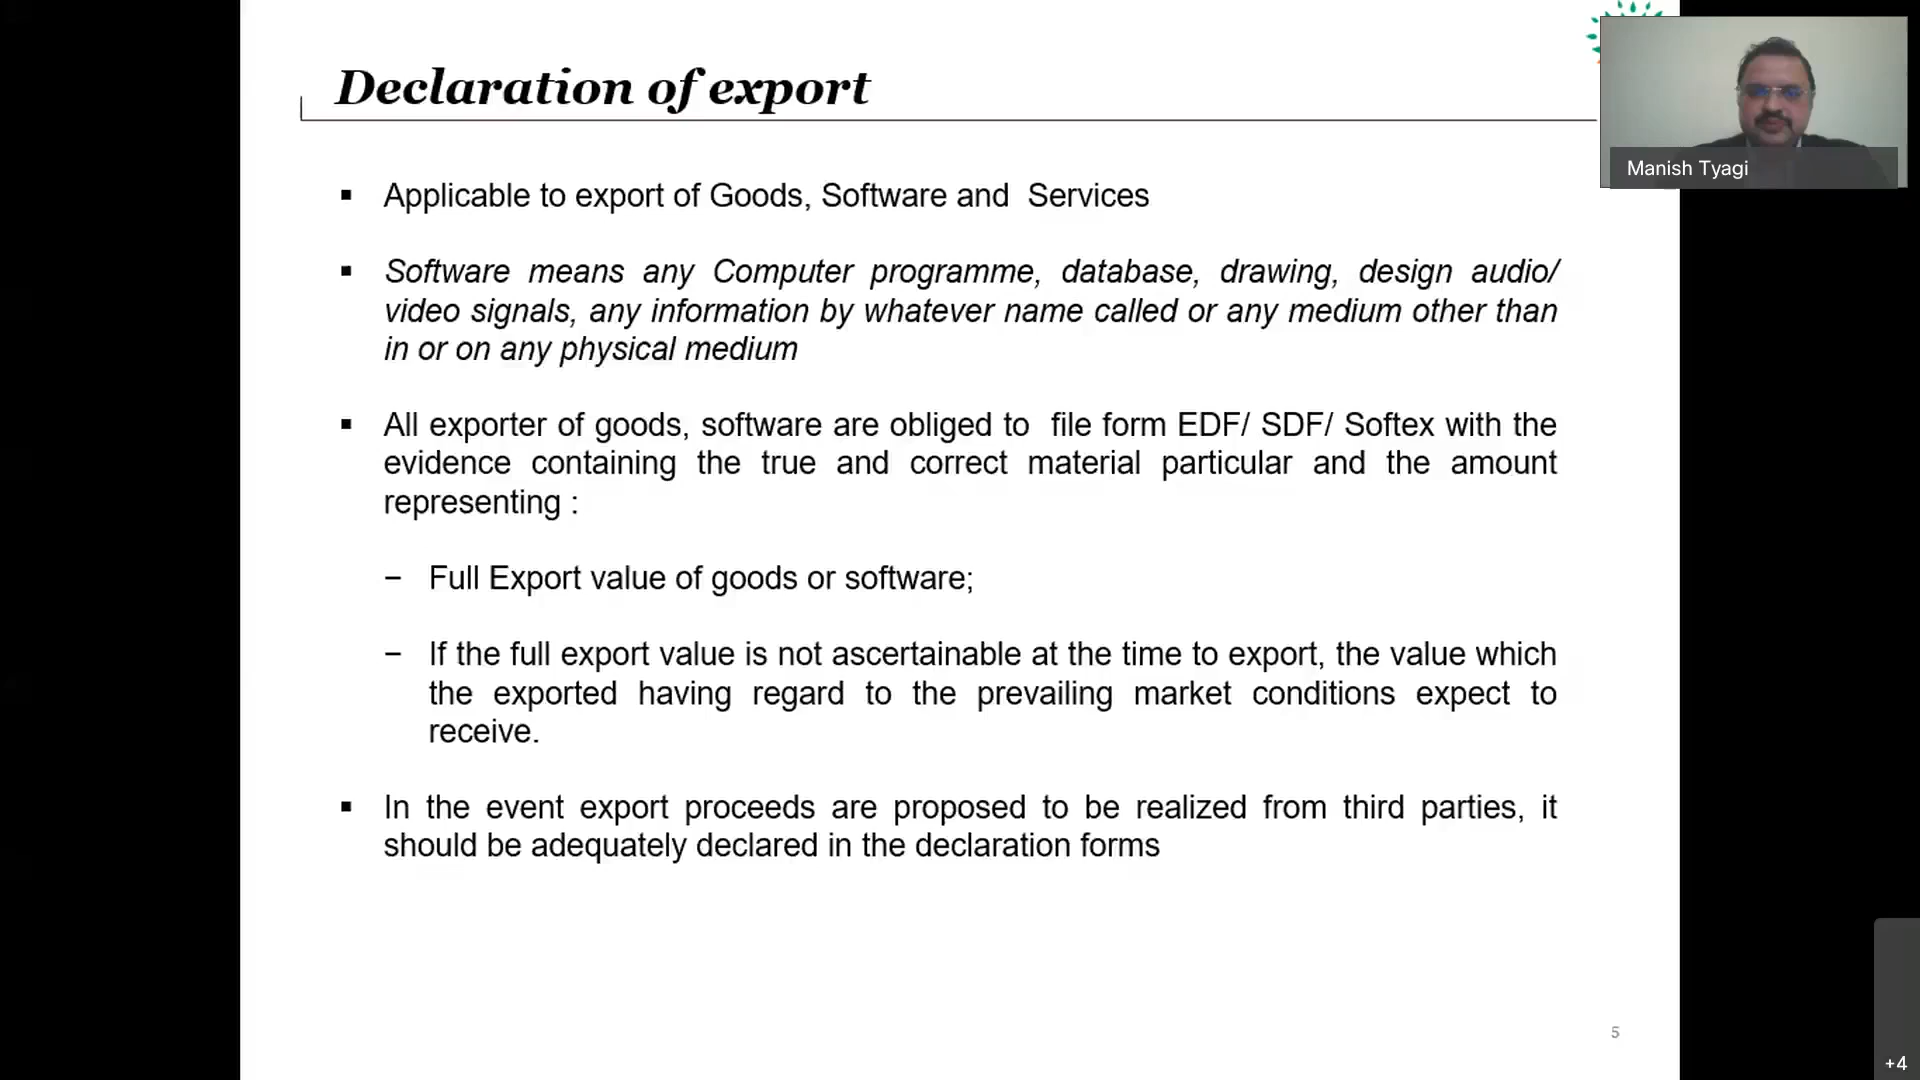 Declaration of export
Manish Tyagi
▪ Applicable to export of Goods, Software and Services
▪ Software means any Computer programme, database, drawing, design audio/
video signals, any information by whatever name called or any medium other than
in or on any physical medium
▪ All exporter of goods, software are obliged to file form EDF/ SDF/ Softex with the
evidence containing the true and correct material particular and the amount
representing :
− Full Export value of goods or software;
− If the full export value is not ascertainable at the time to export, the value which
the exported having regard to the prevailing market conditions expect to
receive.
▪ In the event export proceeds are proposed to be realized from third parties, it
should be adequately declared in the declaration forms
5
+4